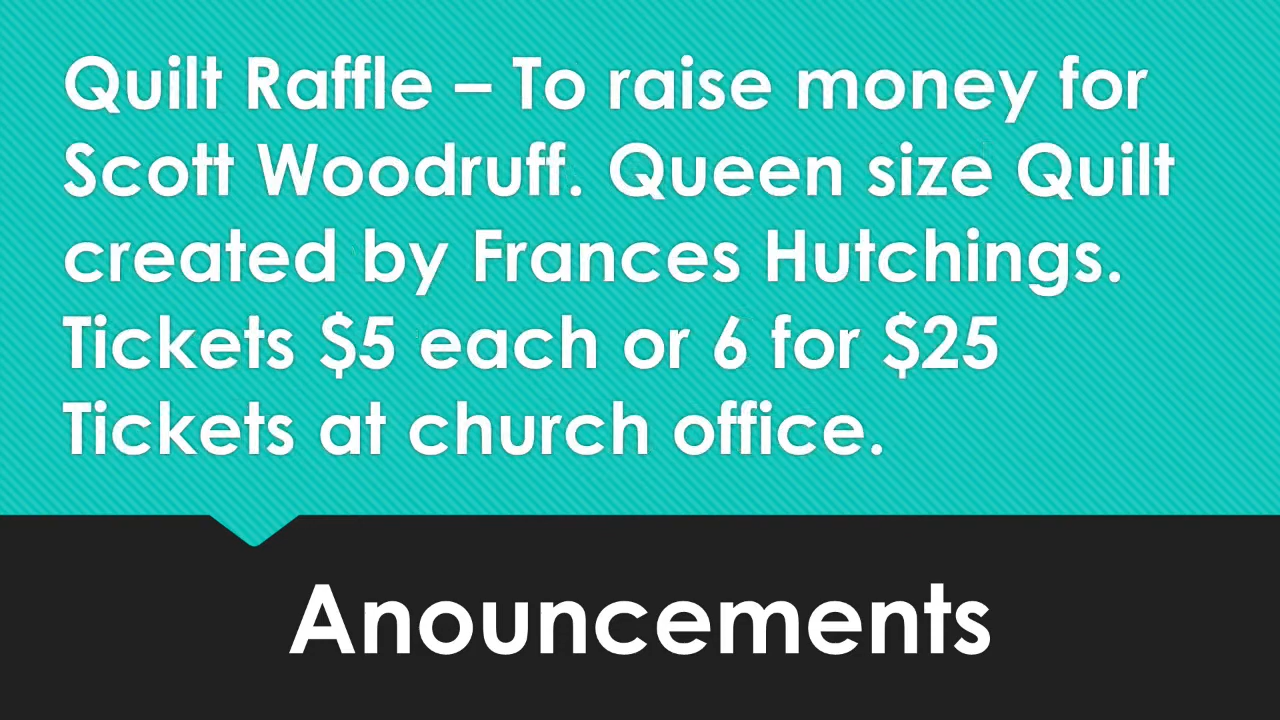 Quilt Raffle – To raise money for
Scott Woodruff. Queen size Quilt
created by Frances Hutchings.
Tickets $5 each or 6 for $25
Tickets at church office.
Anouncements